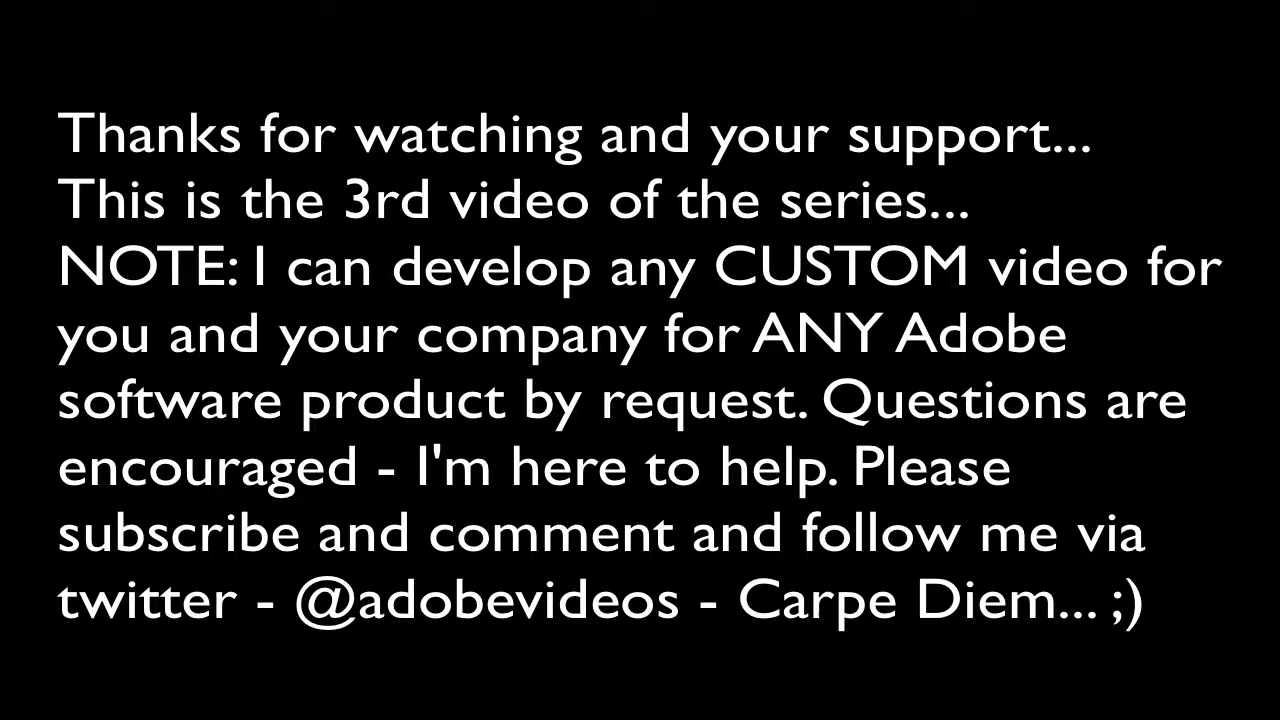 Thanks for watching and your support...
This is the 3rd video of the series...
NOTE: I can develop any CUSTOM video for
you and your company for ANY Adobe
software product by request. Questions are
encouraged - I'm here to help. Please
subscribe and comment and follow me via
twitter - @adobevideos - Carpe Diem... ;)